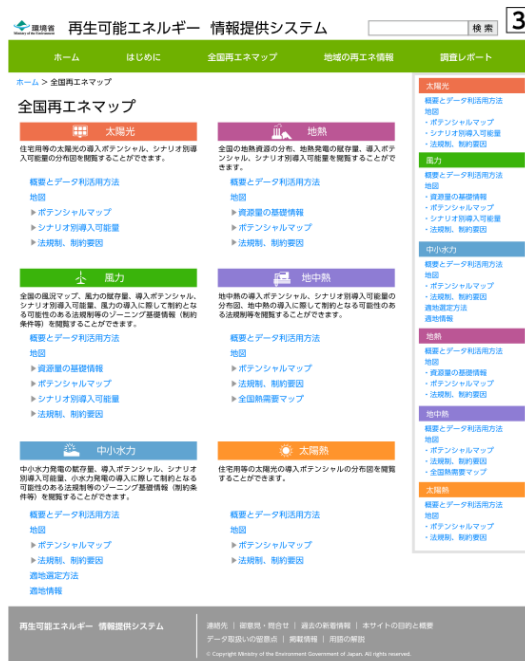 環境省
Ministry of the Environment
再生可能エネルギー 情報提供システム
検索
3
ホーム
はじめに
全国再エネマップ
地域の再エネ情報
調査レポート
ホーム > 全国再エネマップ
全国再エネマップ
太陽光
住宅用等の太陽光の導入ポテンシャル、シナリオ別導
入可能量の分布図を閲覧することができます。
概要とデータ利活用方法
地図
▶ポテンシャルマップ
▶シナリオ別導入可能量
▶法規制、制約要因
地熱
全国の地熱資源の分布、地熱発電の賦存量、導入ポテ
ンシャル、シナリオ別導入可能量を閲覧することがで
きます。
概要とデータ利活用方法
地図
▶資源量の基礎情報
▶ポテンシャルマップ
▶法規制、制約要因
風力
全国の風況マップ、風力の賦存量、導入ポテンシャル、
シナリオ別導入可能量、風力の導入に際して制約とな
る可能性のある法規制等のゾーニング基礎情報（制約
条件等）を閲覧することができます。
概要とデータ利活用方法
地図
▶資源量の基礎情報
▶ポテンシャルマップ
▶シナリオ別導入可能量
▶法規制、制約要因
地中熱
地中熱の導入ポテンシャル、シナリオ別導入可能量の
分布図、地中熱の導入に際して制約となる可能性のあ
る法規制等を閲覧することができます。
概要とデータ利活用方法
地図
▶ポテンシャルマップ
▶法規制、制約要因
▶全国熱需要マップ
中小水力
中小水力発電の賦存量、導入ポテンシャル、シナリオ
別導入可能量、小水力発電の導入に際して制約となる
可能性のある法規制等のゾーニング基礎情報（制約条
件等）を閲覧することができます。
概要とデータ利活用方法
地図
▶ポテンシャルマップ
▶法規制、制約要因
適地選定方法
適地情報
太陽熱
住宅用等の太陽光の導入ポテンシャルの分布図を閲覧
することができます。
概要とデータ利活用方法
地図
▶ポテンシャルマップ
▶法規制、制約要因
太陽光
概要とデータ利活用方法
地図
・ポテンシャルマップ
・シナリオ別導入可能量
・法規制、制約要因
風力
概要とデータ利活用方法
地図
・資源量の基礎情報
・ポテンシャルマップ
・シナリオ別導入可能量
・法規制、制約要因
中小水力
概要とデータ利活用方法
地図
・ポテンシャルマップ
・法規制、制約要因
適地選定方法
適地情報
地熱
概要とデータ利活用方法
地図
・資源量の基礎情報
・ポテンシャルマップ
・法規制、制約要因
地中熱
概要とデータ利活用方法
地図
・ポテンシャルマップ
・法規制、制約要因
・全国熱需要マップ
太陽熱
概要とデータ利活用方法
地図
・ポテンシャルマップ
・法規制、制約要因
再生可能エネルギー 情報提供システム
連絡先 | 御意見・問合せ | 過去の新着情報 | 本サイトの目的と概要
データ取扱いの留意点 | 掲載情報 | 用語の解説
© Copyright Ministry of the Environment Government of Japan. All rights reserved.